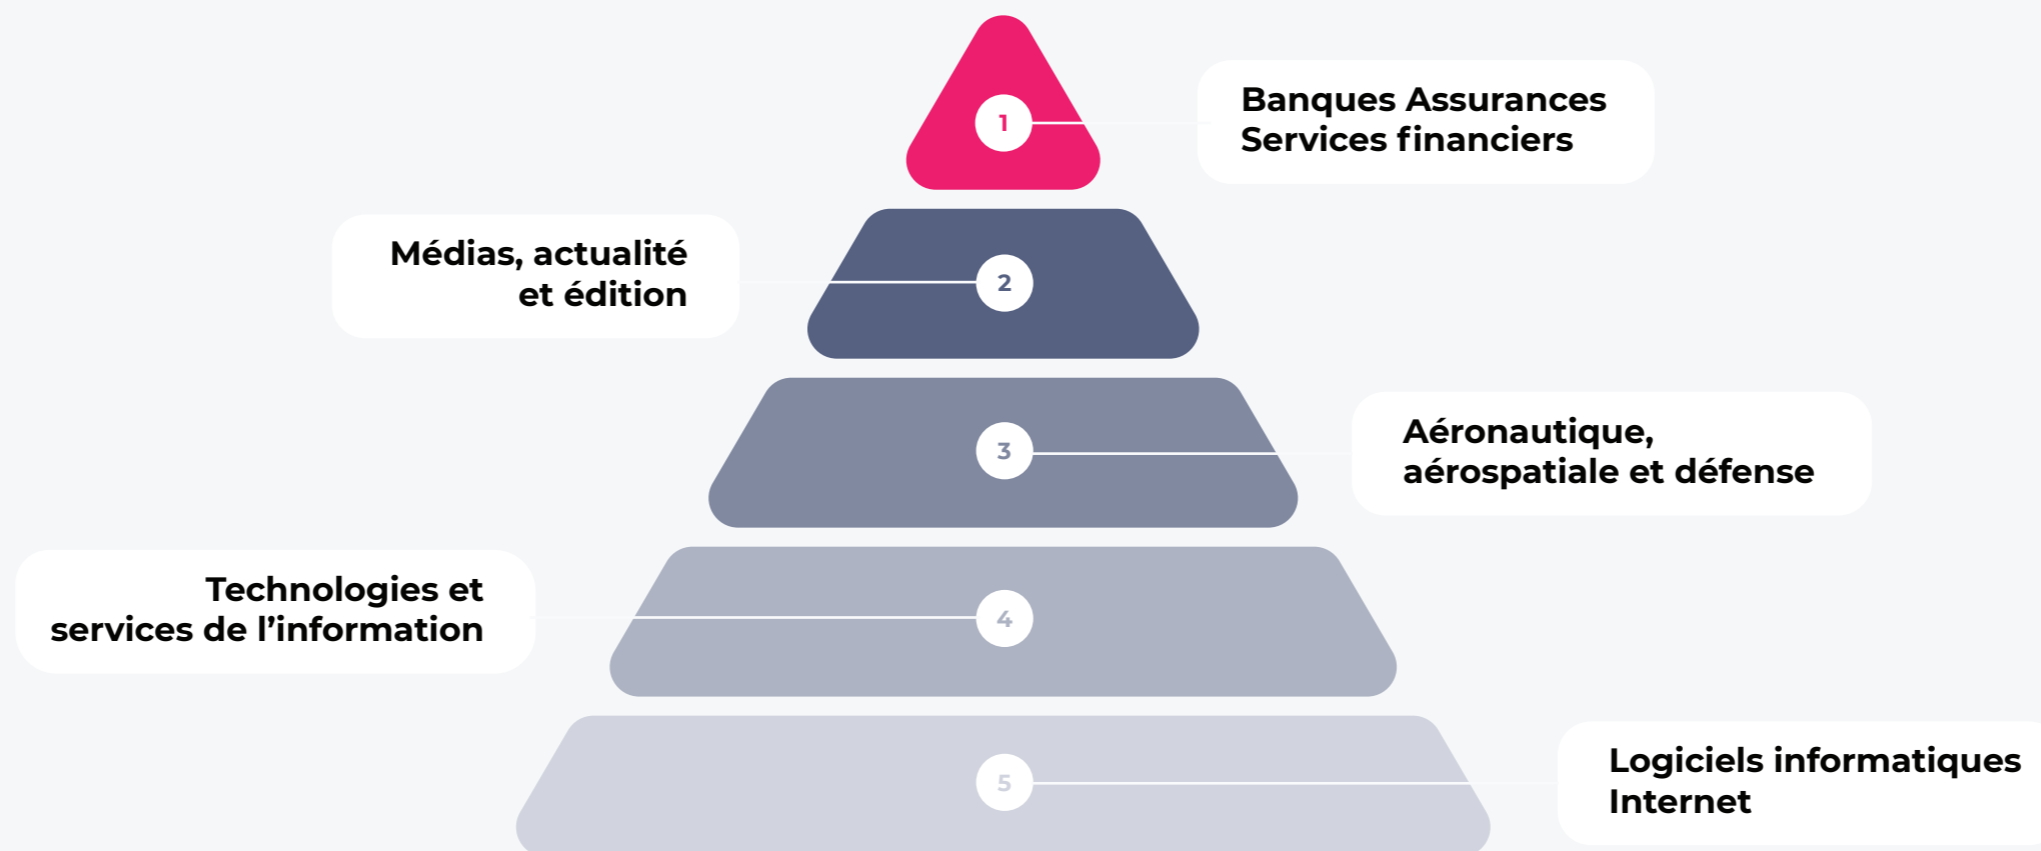 1
Banques Assurances
Services financiers
Médias, actualité
et édition
2
3
Aéronautique,
aérospatiale et défense
Technologies et
services de l’information
4
5
Logiciels informatiques
Internet